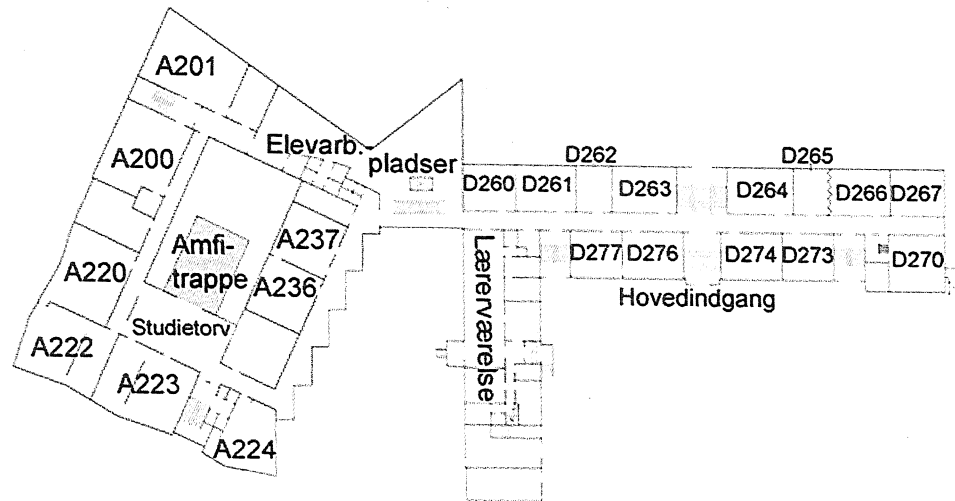 A201
A200
Elevarb.
pladser
D262
D265
D260
D261
D263
D264
D266
D267
A237
Amfi-
trappe
A236
A220
Studietorv
A222
A223
A224
Lærerværelse
D277
D276
D274
D273
D270
Hovedindgang